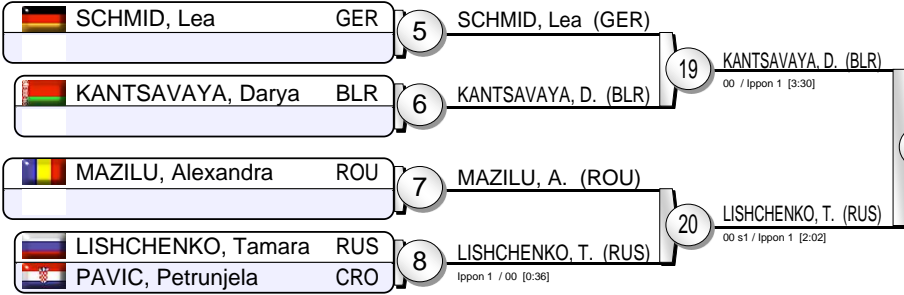 SCHMID, Lea GER
5
SCHMID, Lea (GER)
KANTSAVAYA, Darya BLR
6
KANTSAVAYA, D. (BLR)
19
KANTSAVAYA, D. (BLR)
00 / Ippon 1 [3:30]
MAZILU, Alexandra ROU
7
MAZILU, A. (ROU)
LISHCHENKO, Tamara RUS
PAVIC, Petrunjela CRO
8
LISHCHENKO, T. (RUS)
Ippon 1 / 00 [0:36]
20
LISHCHENKO, T. (RUS)
00 s1 / Ippon 1 [2:02]